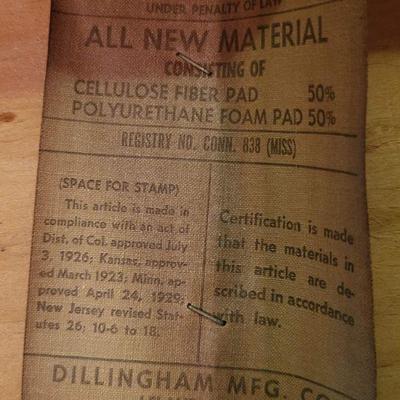 UNDER PENALTY OF LAW
ALL NEW MATERIAL
CONSISTING OF
CELLULOSE FIBER PAD 50%
POLYURETHANE FOAM PAD 50%
REGISTRY NO. CONN. 838 (MISS)
(SPACE FOR STAMP)
This article is made in
compliance with an act of
Dist. of Col. approved July
3, 1926; Kansas, approv-
ed March 1923; Minn. ap-
proved April 24, 1929;
New Jersey revised Stat-
utes 26; 10-6 to 18.
Certification is made
that the materials in
this article are de-
scribed in accordance
with law.
DILLINGHAM MFG. CO